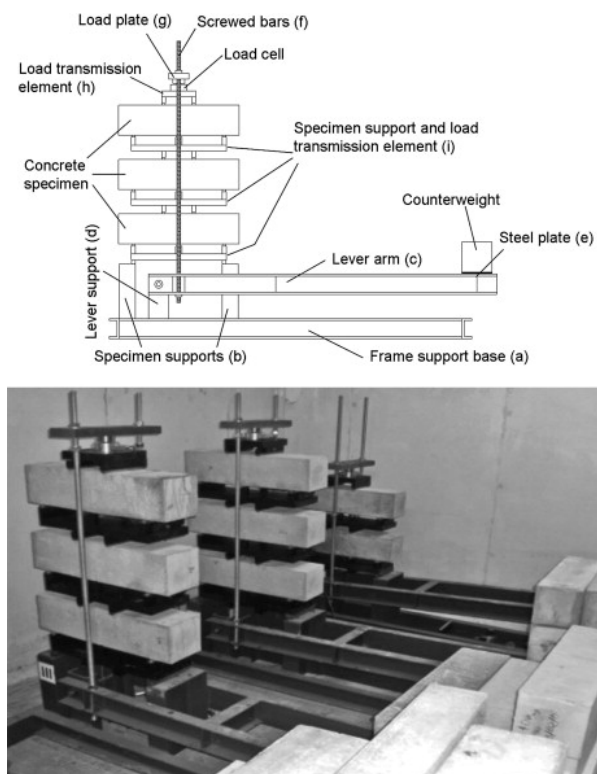 Load plate (g)
Screwed bars (f)
Load cell
Load transmission
element (h)
Specimen support and load
transmission element (i)
Concrete
specimen
Counterweight
Steel plate (e)
Lever support (d)
Lever arm (c)
Specimen supports (b)
Frame support base (a)
III